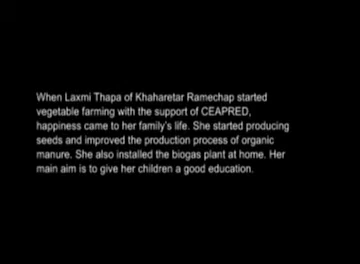 When Laxmi Thapa of Khaharetar Ramechap started
vegetable farming with the support of CEAPRED,
happiness came to her family's life. She started producing
seeds and improved the production process of organic
manure. She also installed the biogas plant at home. Her
main aim is to give her children a good education.